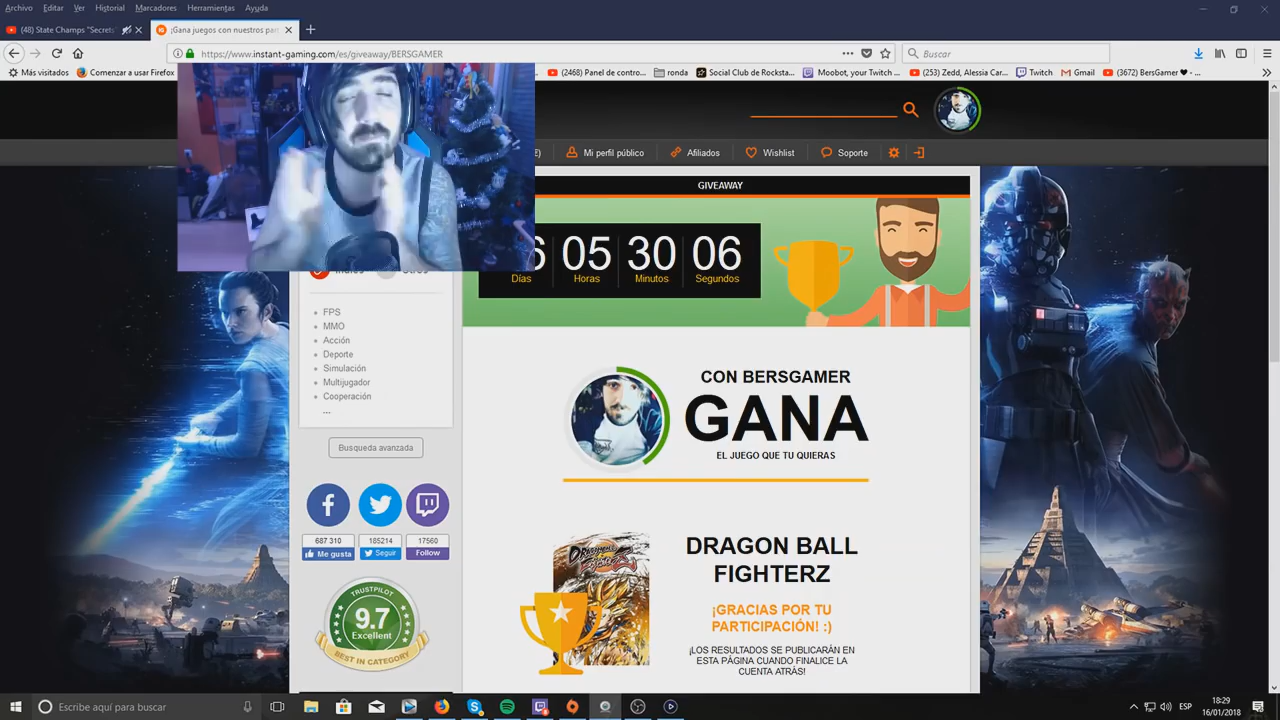 Archivo Editar Ver Historial Marcadores Herramientas Ayuda
(48) State Champs "Secrets
¡Gana juegos con nuestros par
https://www.instant-gaming.com/es/giveaway/BERSGAMER
Buscar
Más visitados Comenzar a usar Firefox (2468) Panel de contro... ronda Social Club de Rocksta... Moobot, your Twitch ... (253) Zedd, Alessia Car... Twitch Gmail (3672) BersGamer ♥ - ...
Mi perfil público Afiliados Wishlist Soporte
GIVEAWAY
05 30 06
Días Horas Minutos Segundos
FPS
MMO
Acción
Deporte
Simulación
Multijugador
Cooperación
...
Busqueda avanzada
687 310 185214 17560
Me gusta Seguir Follow
TRUSTPILOT
9.7
Excellent
BEST IN CATEGORY
CON BERSGAMER
GANA
EL JUEGO QUE TU QUIERAS
DRAGON BALL
FIGHTERZ
¡GRACIAS POR TU
PARTICIPACIÓN! :)
¡LOS RESULTADOS SE PUBLICARÁN EN
ESTA PÁGINA CUANDO FINALICE LA
CUENTA ATRÁS!
Escribe aquí para buscar
ESP
18:29
16/01/2018